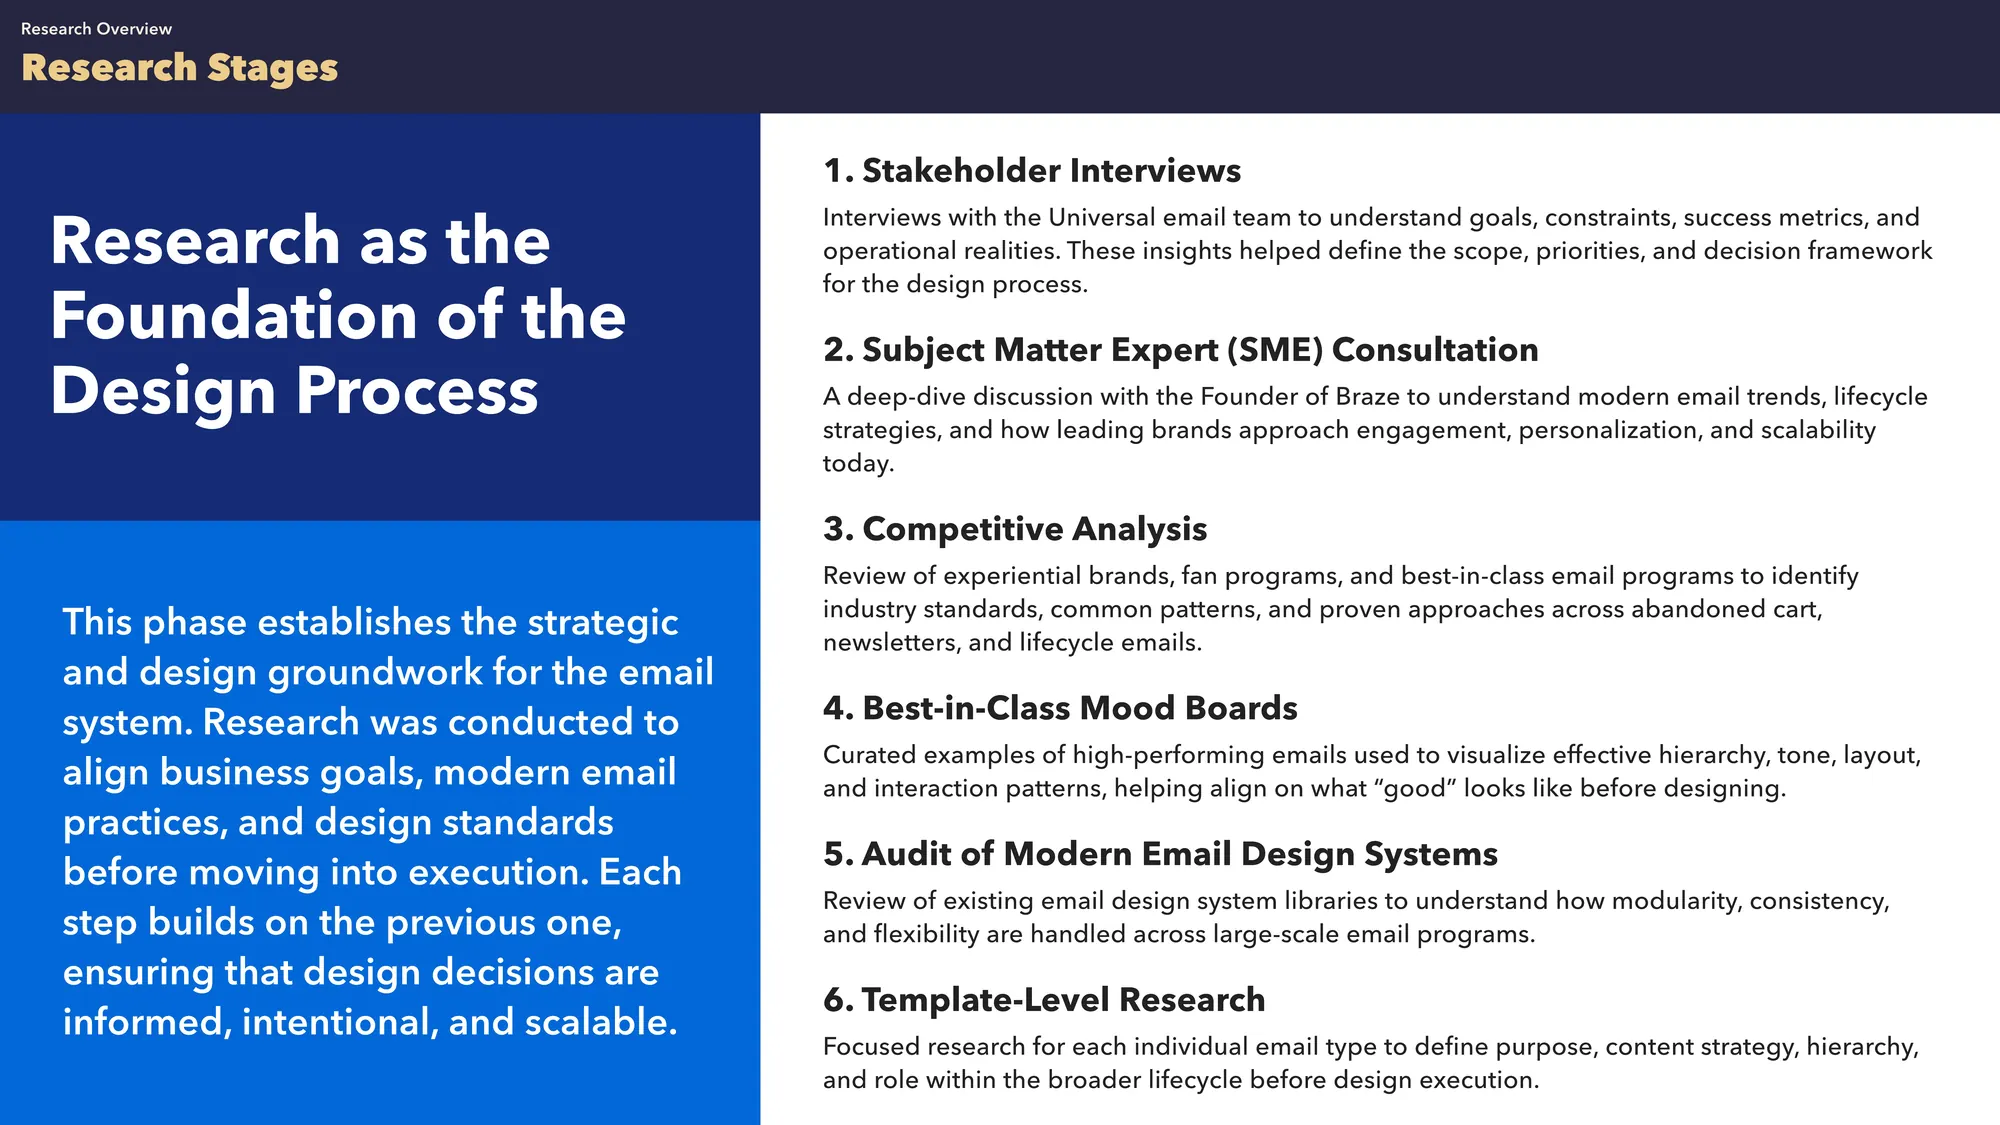 Research Overview
Research Stages
Research as the
Foundation of the
Design Process
This phase establishes the strategic
and design groundwork for the email
system. Research was conducted to
align business goals, modern email
practices, and design standards
before moving into execution. Each
step builds on the previous one,
ensuring that design decisions are
informed, intentional, and scalable.
1. Stakeholder Interviews
Interviews with the Universal email team to understand goals, constraints, success metrics, and
operational realities. These insights helped define the scope, priorities, and decision framework
for the design process.
2. Subject Matter Expert (SME) Consultation
A deep-dive discussion with the Founder of Braze to understand modern email trends, lifecycle
strategies, and how leading brands approach engagement, personalization, and scalability
today.
3. Competitive Analysis
Review of experiential brands, fan programs, and best-in-class email programs to identify
industry standards, common patterns, and proven approaches across abandoned cart,
newsletters, and lifecycle emails.
4. Best-in-Class Mood Boards
Curated examples of high-performing emails used to visualize effective hierarchy, tone, layout,
and interaction patterns, helping align on what “good” looks like before designing.
5. Audit of Modern Email Design Systems
Review of existing email design system libraries to understand how modularity, consistency,
and flexibility are handled across large-scale email programs.
6. Template-Level Research
Focused research for each individual email type to define purpose, content strategy, hierarchy,
and role within the broader lifecycle before design execution.